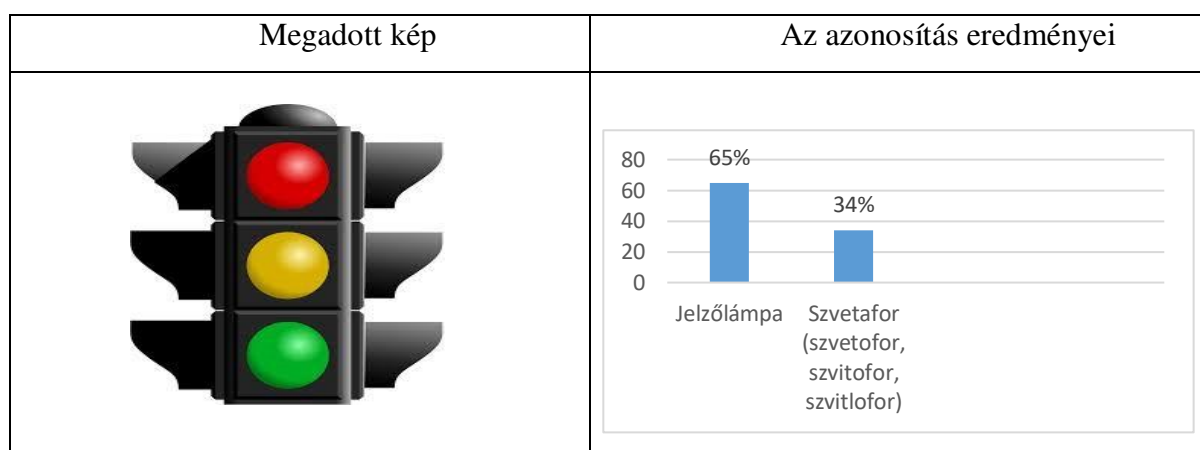 Megadott kép
Az azonosítás eredményei
80
60
40
20
0
65%
34%
Jelzőlámpa
Szvetafor
(szvetofor,
szvitofor,
szvitlofor)